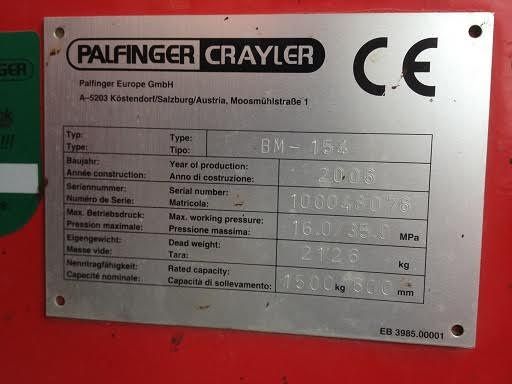 PALFINGER CRAYLER
CE
Palfinger Europe GmbH
A-5203 Köstendorf/Salzburg/Austria, Moosmühlstraße 1
Typ: Type: BM-154
Type: Tipo:
Baujahr: Year of production: 2006
Année construction: Anno di costruzione:
Seriennummer: Serial number:
Numéro de Serie: Matricola:
Max. Betriebsdruck: Max. working pressure: 16.0/35.0 MPa
Pression maximale: Pressione massima:
Eigengewicht: Dead weight: 2126 kg
Masse vide: Tara:
Nenntragfähigkeit: Rated capacity: 1500 kg 600 mm
Capacité nominale: Capacità di sollevamento:
EB 3985.00001